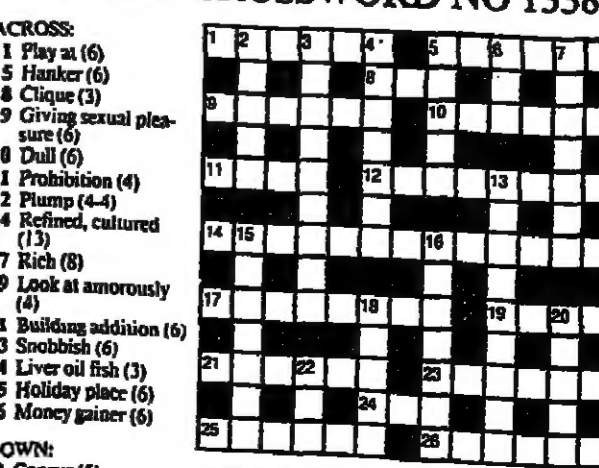 CROSSWORD NO 1338
ACROSS:
1 Play at (6)
5 Hanker (6)
8 Clique (3)
9 Giving sexual plea-
sure (6)
0 Dull (6)
1 Prohibition (4)
2 Plump (4-4)
4 Refined, cultured
(13)
7 Rich (8)
9 Look at amorously
(4)
1 Building addition (6)
3 Snobbish (6)
4 Liver oil fish (3)
5 Holiday place (6)
6 Money gainer (6)
OWN:
1 2 3 4 5 6 7
8
9 10
11 12 13
14 15 16
17 18 19 20
21 22 23
24
25 26